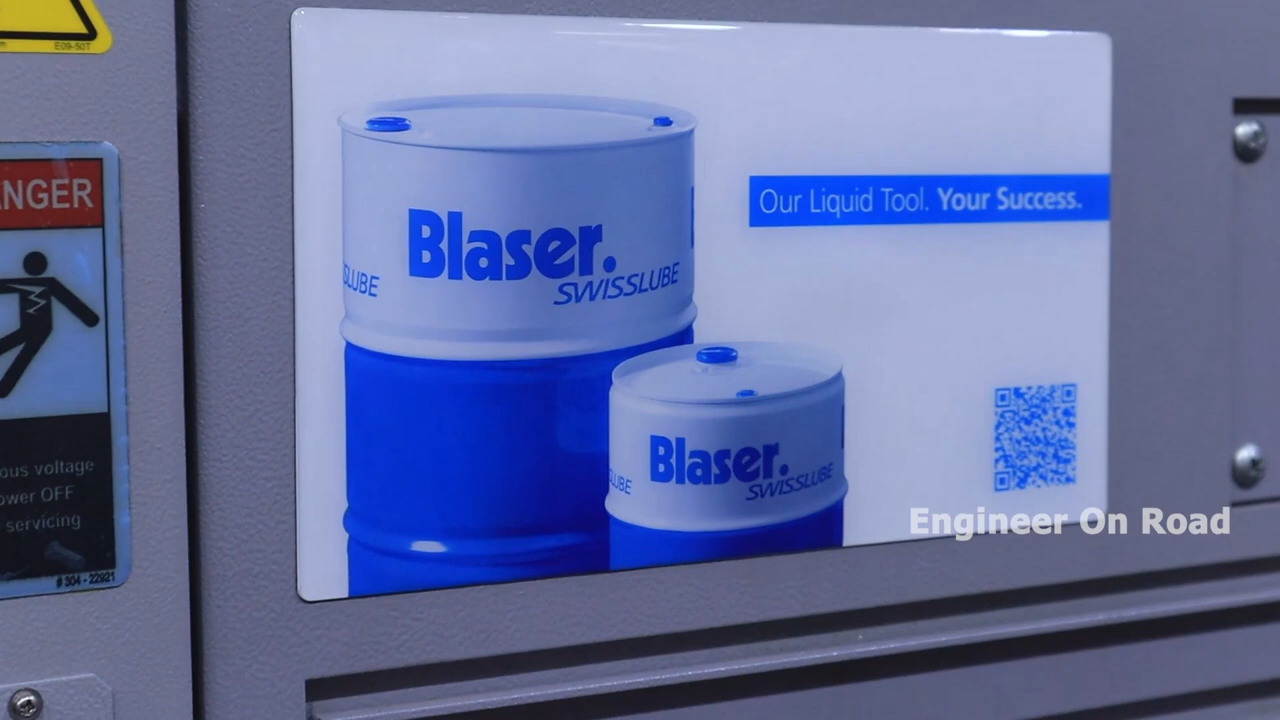 E09-50T
ANGER
ous voltage
ower OFF
servicing
# 304 - 22921
Blaser.
SWISSLUBE
SLUBE
Our Liquid Tool. Your Success.
Blaser.
SWISSLUBE
LUBE
Engineer On Road